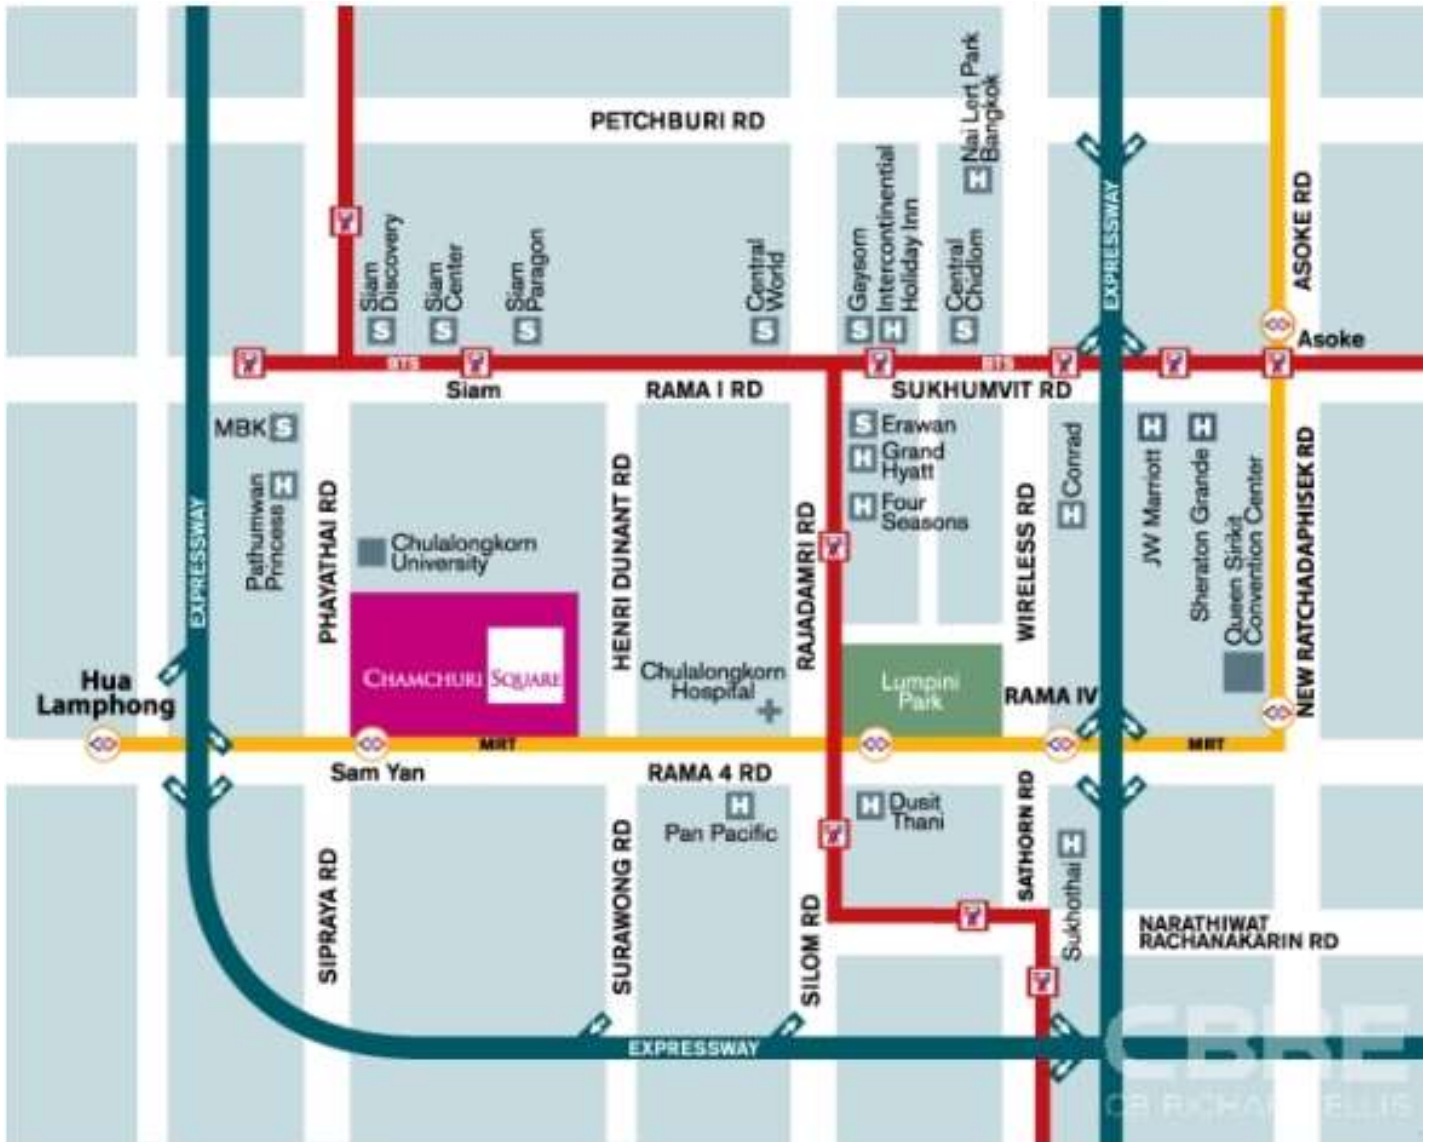 PETCHBURI RD
Nai Lert Park
Bangkok
H
EXPRESSWAY
ASOKE RD
Siam
Discovery
S
Siam
Center
S
Siam
Paragon
S
Central
World
S
Gaysorn
S
Intercontinental
Holiday Inn
H
Central
Chidlom
S
Asoke
BTS
BTS
Siam
RAMA I RD
SUKHUMVIT RD
MBK S
Pathumwan
Princess
H
EXPRESSWAY
PHAYATHAI RD
Chulalongkorn
University
HENRI DUNANT RD
RAJADAMRI RD
S Erawan
H Grand
Hyatt
H Four
Seasons
WIRELESS RD
Conrad
H
H
JW Marriott
H
Sheraton Grande
Queen Sirikit
Convention Center
NEW RATCHADAPHISEK RD
CHAMCHURI SQUARE
Chulalongkorn
Hospital
Lumpini
Park
RAMA IV
Hua
Lamphong
MRT
MRT
Sam Yan
RAMA 4 RD
H
Pan Pacific
H Dusit
Thani
SATHORN RD
H
Sukhothai
SIPRAYA RD
SURAWONG RD
SILOM RD
NARATHIWAT
RACHANAKARIN RD
EXPRESSWAY
CBRE
CB RICHARD ELLIS